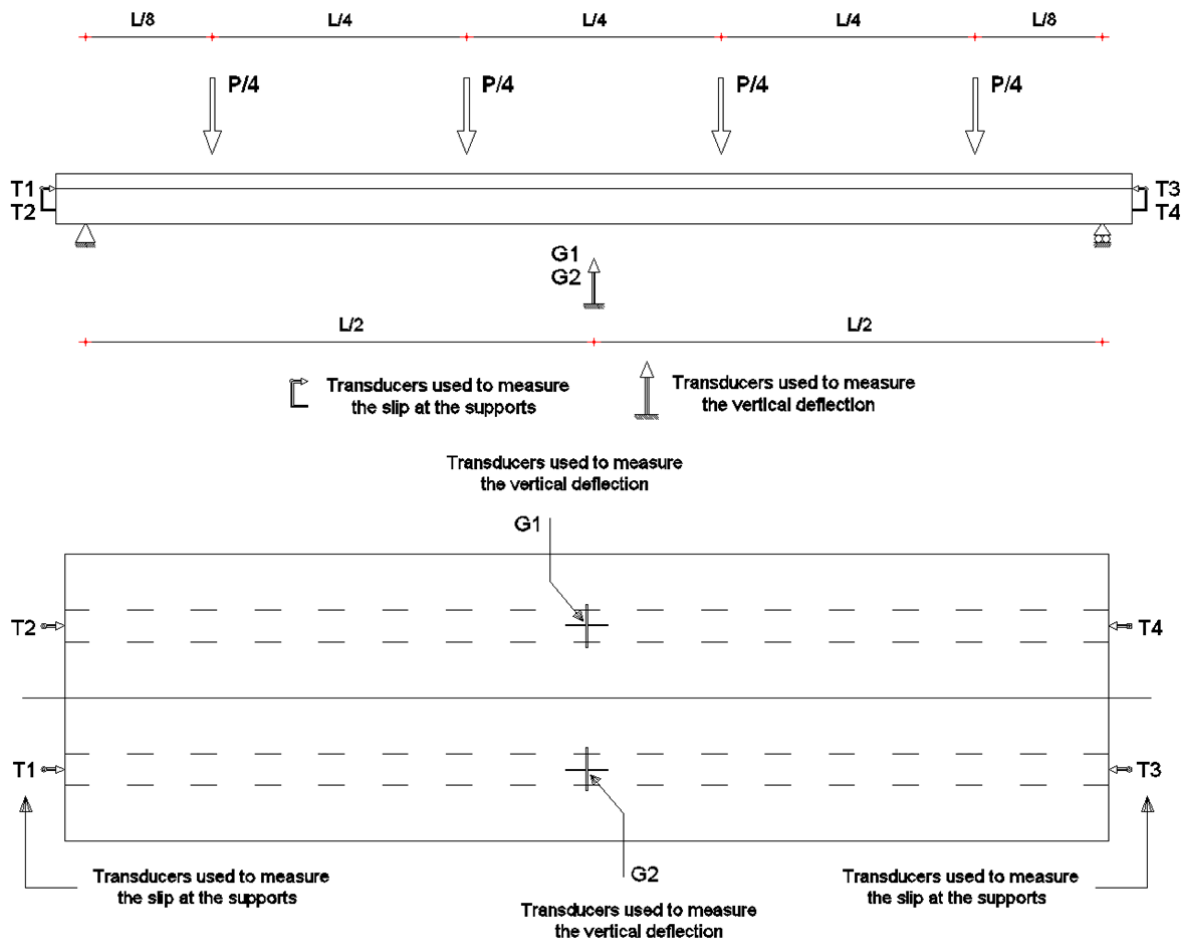 L/8 L/4 L/4 L/4 L/8
P/4 P/4 P/4 P/4
T1 T3
T2 T4
G1
G2
L/2 L/2
Transducers used to measure
the slip at the supports
Transducers used to measure
the vertical deflection
Transducers used to measure
the vertical deflection
G1
T2 T4
T1 T3
Transducers used to measure
the slip at the supports
G2
Transducers used to measure
the vertical deflection
Transducers used to measure
the slip at the supports